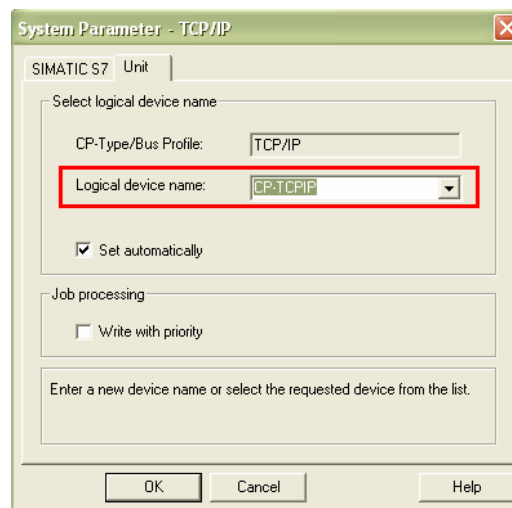 System Parameter - TCP/IP
SIMATIC S7 Unit
Select logical device name
CP-Type/Bus Profile: TCP/IP
Logical device name: CP-TCPIP
Set automatically
Job processing
Write with priority
Enter a new device name or select the requested device from the list.
OK Cancel Help